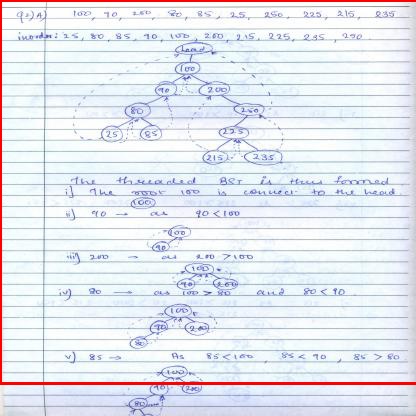 Q2) A) 100, 90, 200, 80, 85, 25, 250, 225, 215, 235
inorder: 25, 80, 85, 90, 100, 200, 215, 225, 235, 250.
head
100
90 200
80 250
25 85 225
215 235
The threaded BST is thus formed
i) The root 100 is connect to the head.
100
ii) 90 → as 90 < 100
100
90
iii) 200 → as 200 > 100
100
90 200
iv) 80 → as 100 > 80 and 80 < 90
100
90 200
80
v) 85 → As 85 < 100, 85 < 90, 85 > 80
100
90 200
80